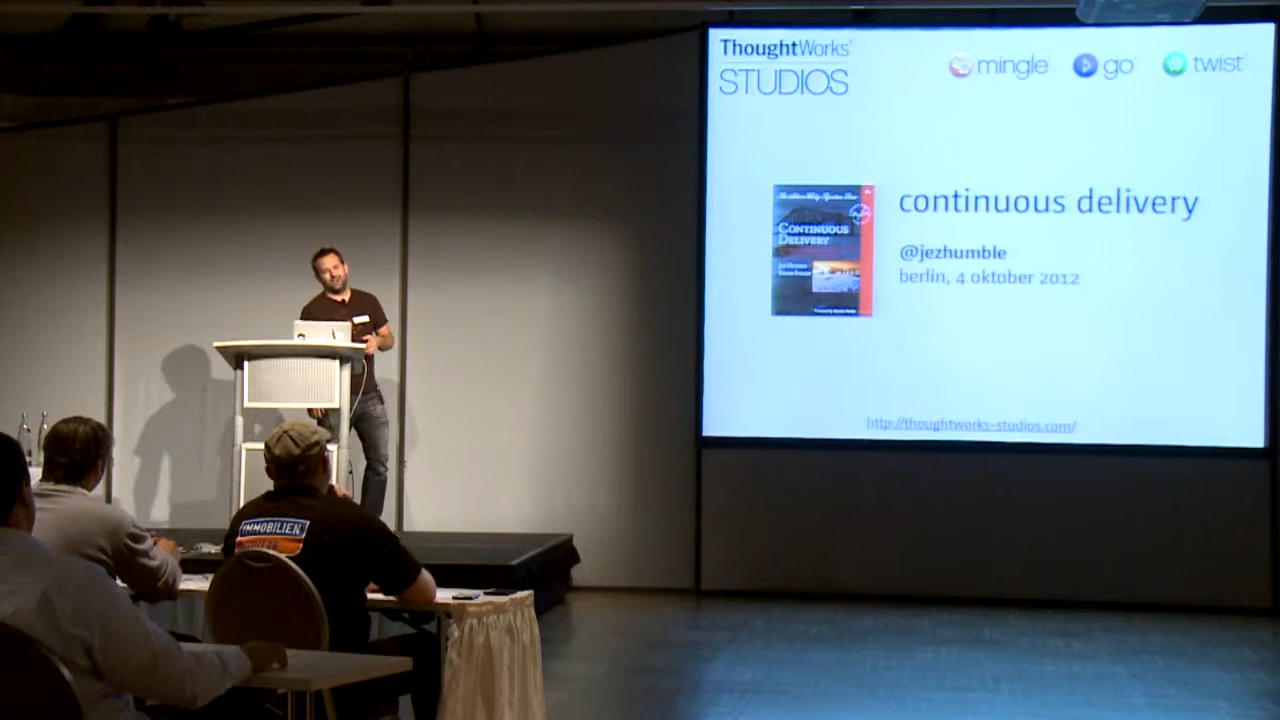 ThoughtWorks
STUDIOS
mingle
go
twist
CONTINUOUS
DELIVERY
continuous delivery
@jezhumble
berlin, 4 oktober 2012
http://thoughtworks-studios.com/
IMMOBILIEN